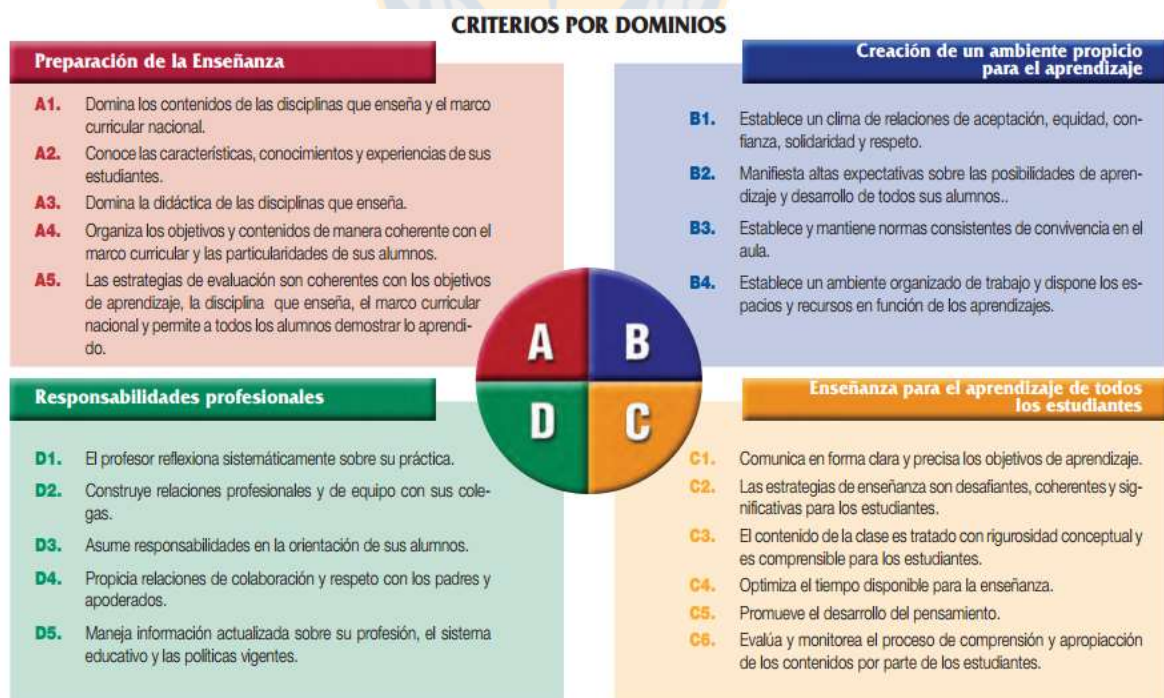 CRITERIOS POR DOMINIOS
Preparación de la Enseñanza
A1. Domina los contenidos de las disciplinas que enseña y el marco
curricular nacional.
A2. Conoce las características, conocimientos y experiencias de sus
estudiantes.
A3. Domina la didáctica de las disciplinas que enseña.
A4. Organiza los objetivos y contenidos de manera coherente con el
marco curricular y las particularidades de sus alumnos.
A5. Las estrategias de evaluación son coherentes con los objetivos
de aprendizaje, la disciplina que enseña, el marco curricular
nacional y permite a todos los alumnos demostrar lo aprendi-
do.
Creación de un ambiente propicio
para el aprendizaje
B1. Establece un clima de relaciones de aceptación, equidad, con-
fianza, solidaridad y respeto.
B2. Manifiesta altas expectativas sobre las posibilidades de apren-
dizaje y desarrollo de todos sus alumnos..
B3. Establece y mantiene normas consistentes de convivencia en el
aula.
B4. Establece un ambiente organizado de trabajo y dispone los es-
pacios y recursos en función de los aprendizajes.
A B
D C
Responsabilidades profesionales
D1. El profesor reflexiona sistemáticamente sobre su práctica.
D2. Construye relaciones profesionales y de equipo con sus cole-
gas.
D3. Asume responsabilidades en la orientación de sus alumnos.
D4. Propicia relaciones de colaboración y respeto con los padres y
apoderados.
D5. Maneja información actualizada sobre su profesión, el sistema
educativo y las políticas vigentes.
Enseñanza para el aprendizaje de todos
los estudiantes
C1. Comunica en forma clara y precisa los objetivos de aprendizaje.
C2. Las estrategias de enseñanza son desafiantes, coherentes y sig-
nificativas para los estudiantes.
C3. El contenido de la clase es tratado con rigurosidad conceptual y
es comprensible para los estudiantes.
C4. Optimiza el tiempo disponible para la enseñanza.
C5. Promueve el desarrollo del pensamiento.
C6. Evalúa y monitorea el proceso de comprensión y apropiacción
de los contenidos por parte de los estudiantes.